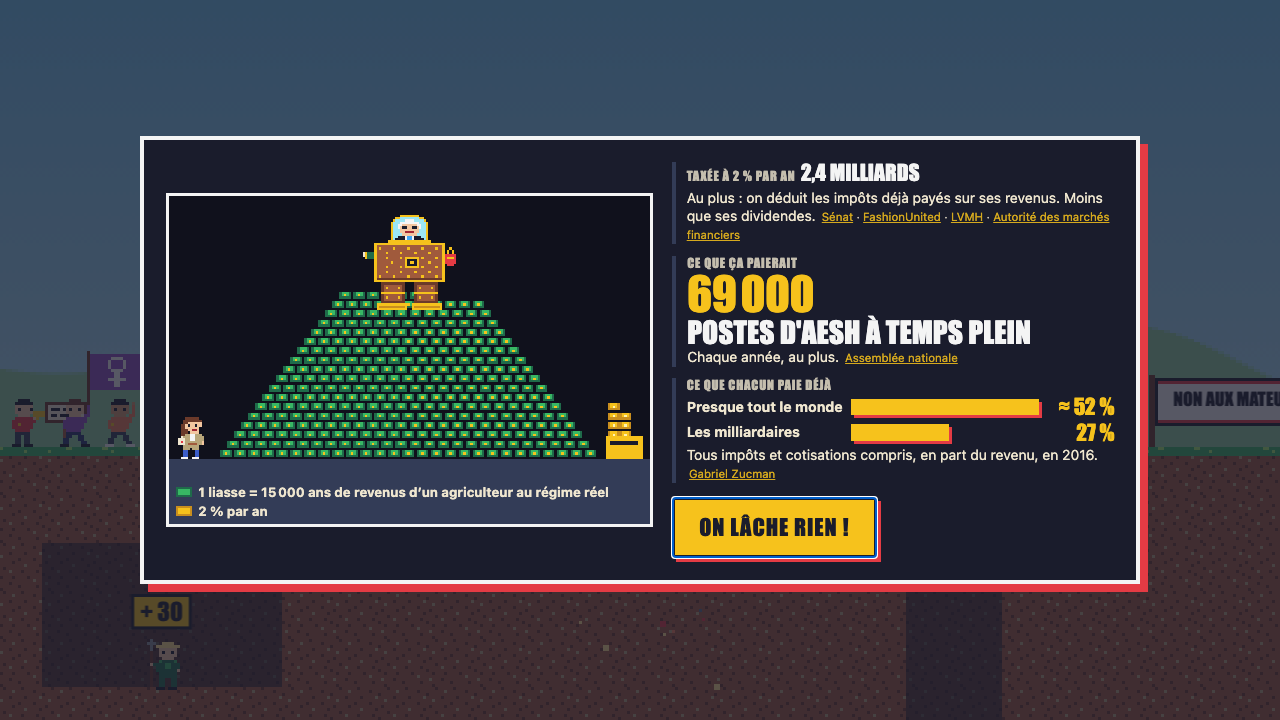 TAXÉE À 2 % PAR AN 2,4 MILLIARDS
Au plus : on déduit les impôts déjà payés sur ses revenus. Moins
que ses dividendes. Sénat · FashionUnited · LVMH · Autorité des marchés
financiers
CE QUE ÇA PAIERAIT
69 000
POSTES D'AESH À TEMPS PLEIN
Chaque année, au plus. Assemblée nationale
CE QUE CHACUN PAIE DÉJÀ
Presque tout le monde ≈ 52 %
Les milliardaires 27 %
Tous impôts et cotisations compris, en part du revenu, en 2016.
Gabriel Zucman
ON LÂCHE RIEN !
1 liasse = 15 000 ans de revenus d’un agriculteur au régime réel
2 % par an
NON AUX
+ 30